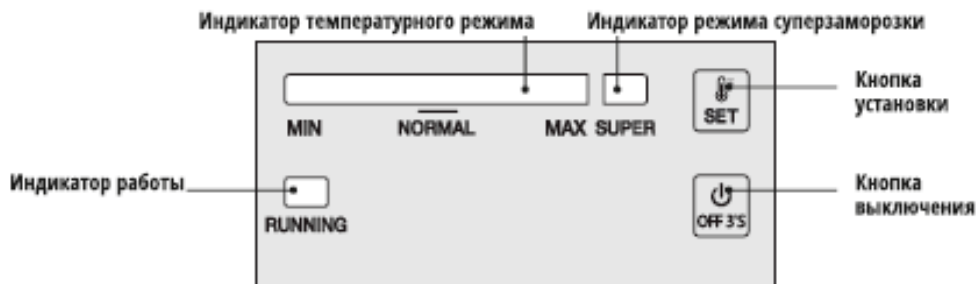 Индикатор температурного режима
Индикатор режима суперзаморозки
MIN
NORMAL
MAX
SUPER
SET
Кнопка
установки
Индикатор работы
RUNNING
OFF 3'S
Кнопка
выключения